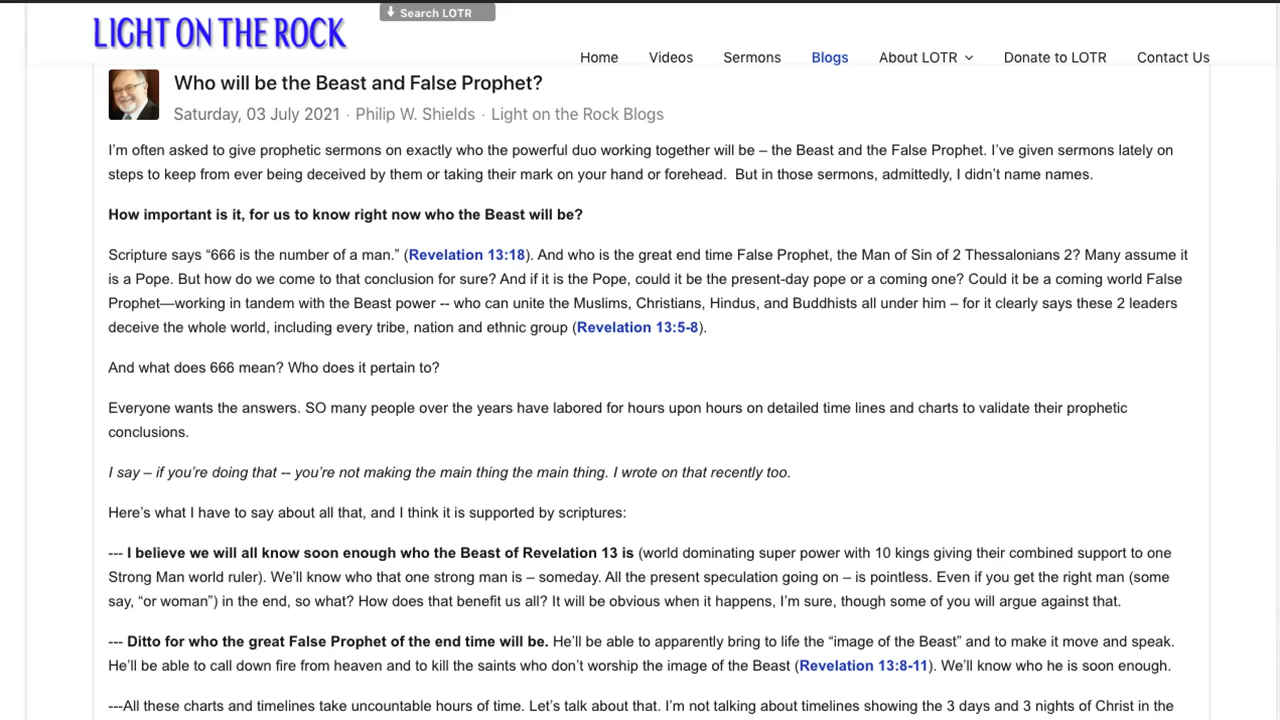 Search LOTR
LIGHT ON THE ROCK
Home Videos Sermons Blogs About LOTR Donate to LOTR Contact Us
Who will be the Beast and False Prophet?
Saturday, 03 July 2021 · Philip W. Shields · Light on the Rock Blogs
I’m often asked to give prophetic sermons on exactly who the powerful duo working together will be – the Beast and the False Prophet. I’ve given sermons lately on
steps to keep from ever being deceived by them or taking their mark on your hand or forehead.  But in those sermons, admittedly, I didn’t name names.
How important is it, for us to know right now who the Beast will be?
Scripture says “666 is the number of a man.” (Revelation 13:18). And who is the great end time False Prophet, the Man of Sin of 2 Thessalonians 2? Many assume it
is a Pope. But how do we come to that conclusion for sure? And if it is the Pope, could it be the present-day pope or a coming one? Could it be a coming world False
Prophet—working in tandem with the Beast power -- who can unite the Muslims, Christians, Hindus, and Buddhists all under him – for it clearly says these 2 leaders
deceive the whole world, including every tribe, nation and ethnic group (Revelation 13:5-8).
And what does 666 mean? Who does it pertain to?
Everyone wants the answers. SO many people over the years have labored for hours upon hours on detailed time lines and charts to validate their prophetic
conclusions.
I say – if you’re doing that -- you’re not making the main thing the main thing. I wrote on that recently too.
Here’s what I have to say about all that, and I think it is supported by scriptures:
--- I believe we will all know soon enough who the Beast of Revelation 13 is (world dominating super power with 10 kings giving their combined support to one
Strong Man world ruler). We’ll know who that one strong man is – someday. All the present speculation going on – is pointless. Even if you get the right man (some
say, “or woman”) in the end, so what? How does that benefit us all? It will be obvious when it happens, I’m sure, though some of you will argue against that.
--- Ditto for who the great False Prophet of the end time will be. He’ll be able to apparently bring to life the “image of the Beast” and to make it move and speak.
He’ll be able to call down fire from heaven and to kill the saints who don’t worship the image of the Beast (Revelation 13:8-11). We’ll know who he is soon enough.
---All these charts and timelines take uncountable hours of time. Let’s talk about that. I’m not talking about timelines showing the 3 days and 3 nights of Christ in the